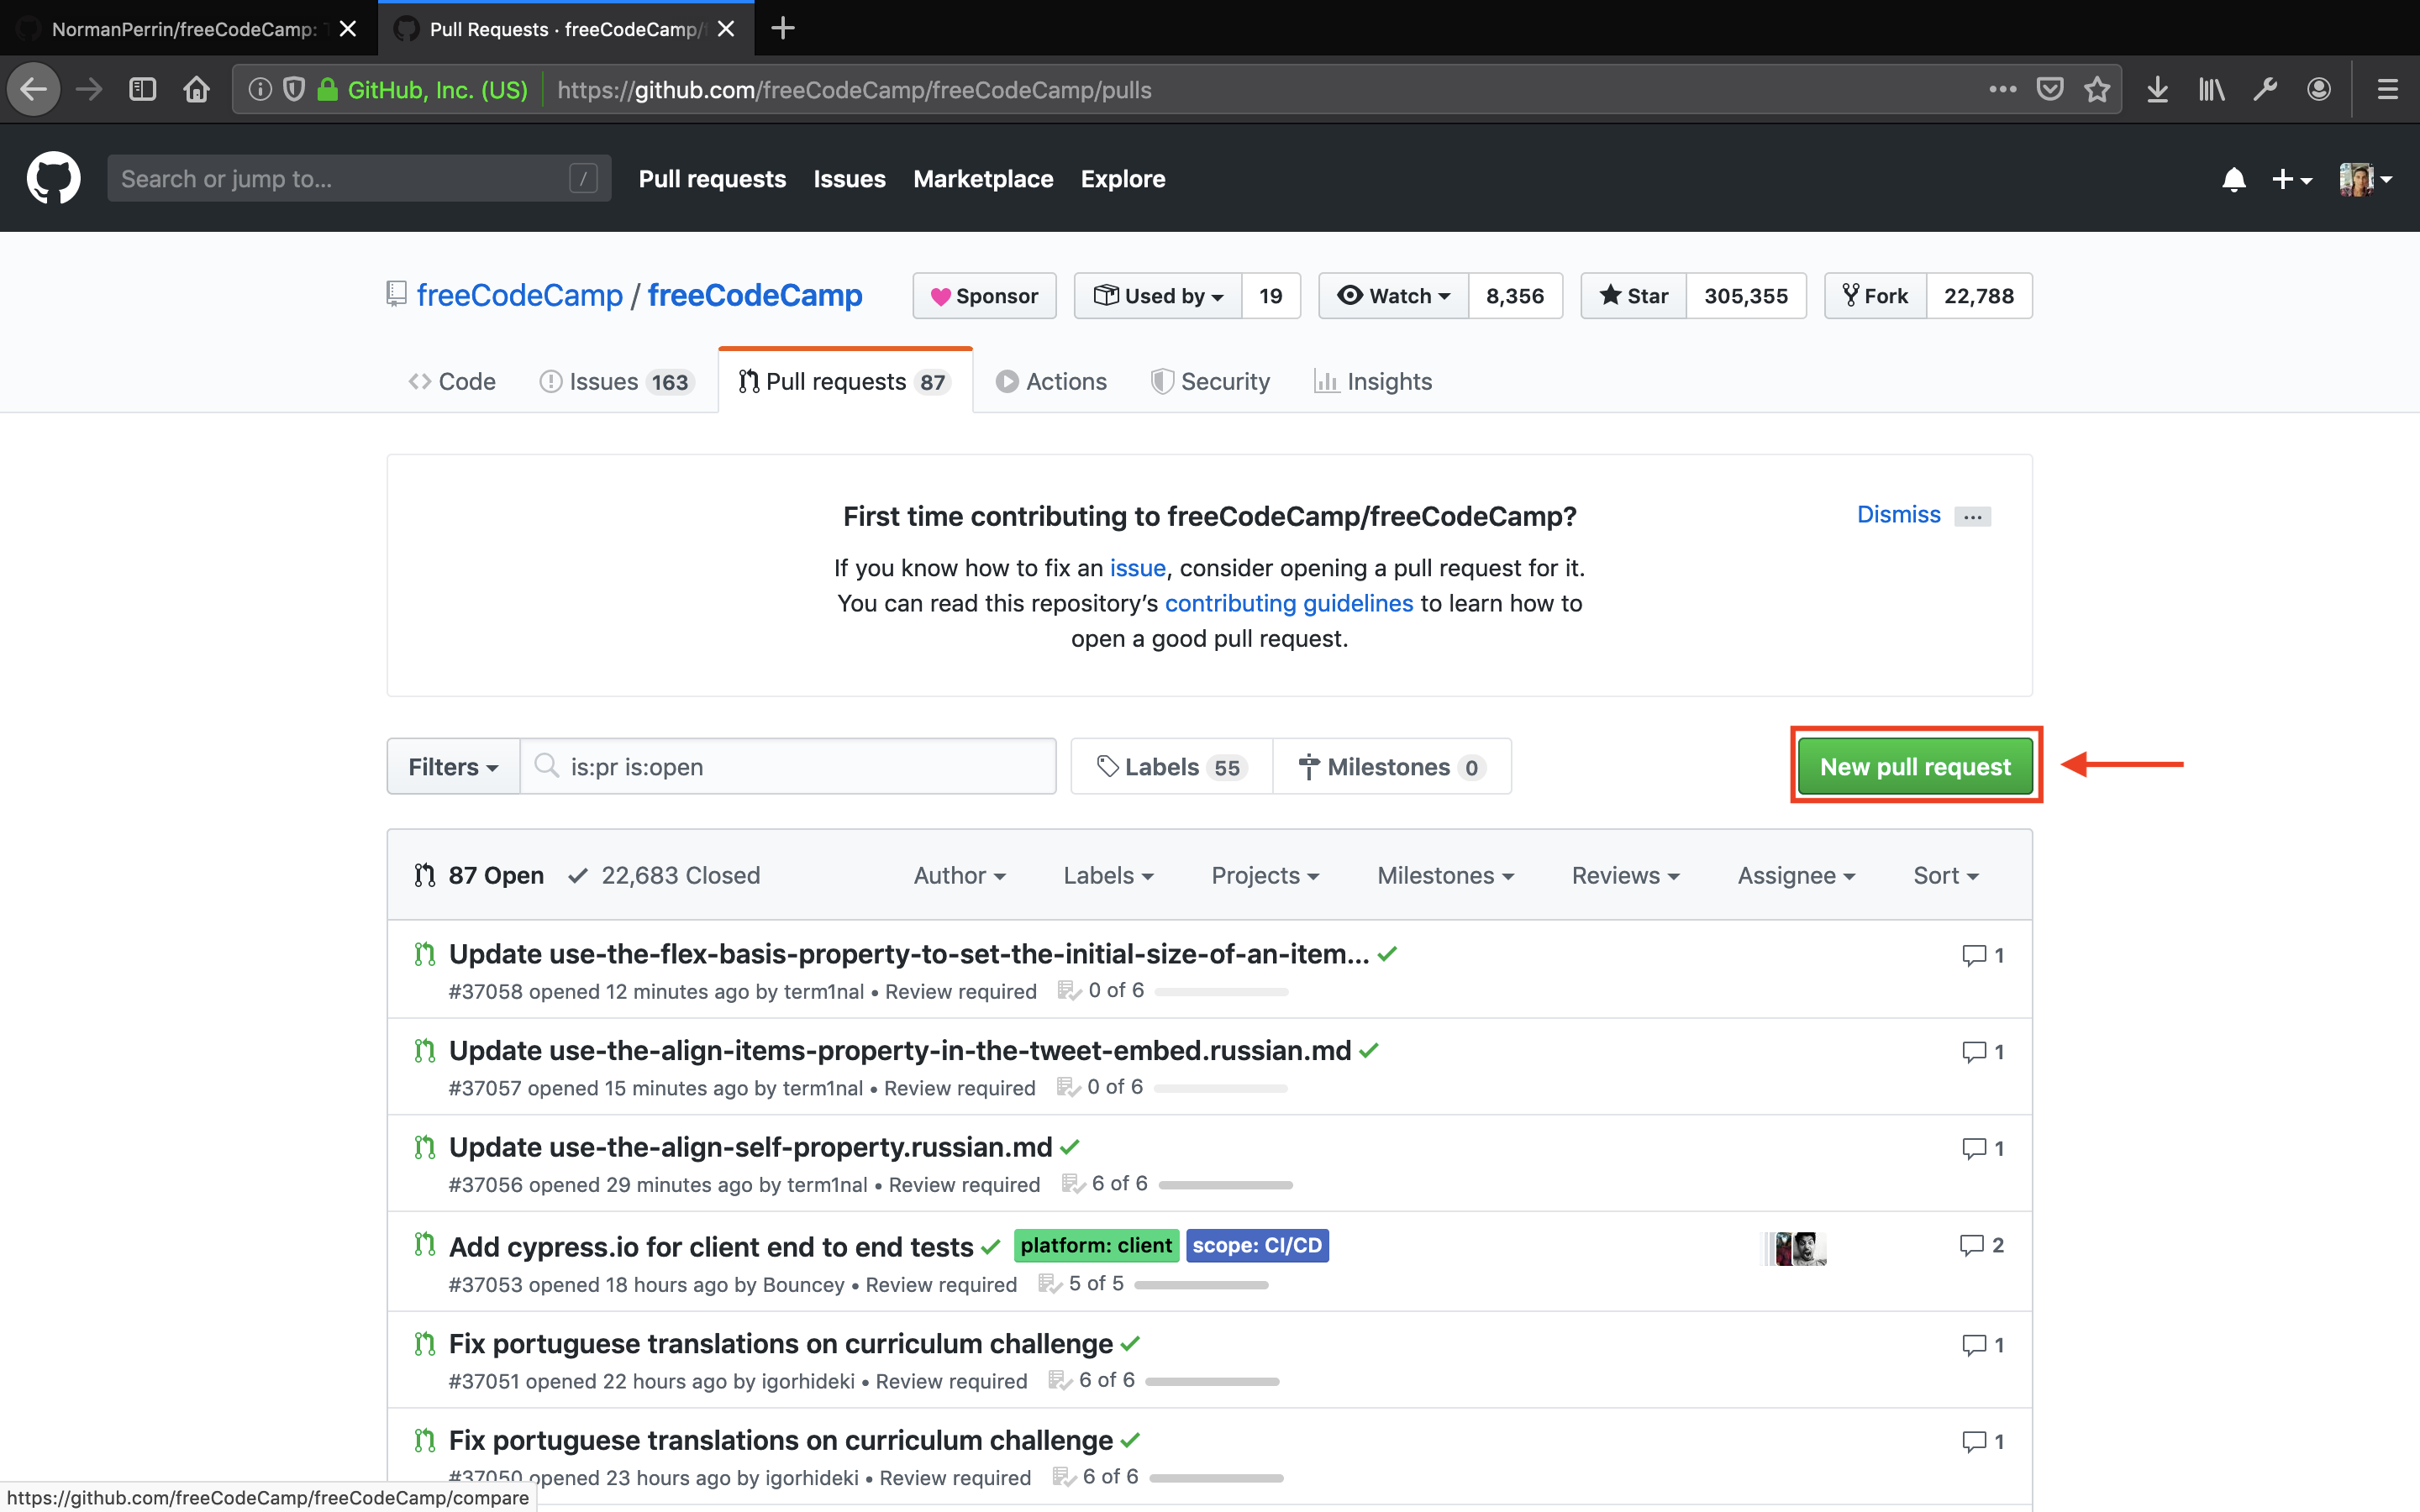 NormanPerrin/freeCodeCamp:
Pull Requests · freeCodeCamp/
GitHub, Inc. (US)
https://github.com/freeCodeCamp/freeCodeCamp/pulls
Search or jump to...
/
Pull requests
Issues
Marketplace
Explore
freeCodeCamp / freeCodeCamp
Sponsor
Used by
19
Watch
8,356
Star
305,355
Fork
22,788
Code
Issues 163
Pull requests 87
Actions
Security
Insights
First time contributing to freeCodeCamp/freeCodeCamp?
Dismiss ...
If you know how to fix an issue, consider opening a pull request for it.
You can read this repository’s contributing guidelines to learn how to
open a good pull request.
Filters
is:pr is:open
Labels 55
Milestones 0
New pull request
87 Open
22,683 Closed
Author
Labels
Projects
Milestones
Reviews
Assignee
Sort
Update use-the-flex-basis-property-to-set-the-initial-size-of-an-item...
1
#37058 opened 12 minutes ago by term1nal • Review required 0 of 6
Update use-the-align-items-property-in-the-tweet-embed.russian.md
1
#37057 opened 15 minutes ago by term1nal • Review required 0 of 6
Update use-the-align-self-property.russian.md
1
#37056 opened 29 minutes ago by term1nal • Review required 6 of 6
Add cypress.io for client end to end tests platform: client scope: CI/CD
2
#37053 opened 18 hours ago by Bouncey • Review required 5 of 5
Fix portuguese translations on curriculum challenge
1
#37051 opened 22 hours ago by igorhideki • Review required 6 of 6
Fix portuguese translations on curriculum challenge
1
#37050 opened 23 hours ago by igorhideki • Review required 6 of 6
https://github.com/freeCodeCamp/freeCodeCamp/compare